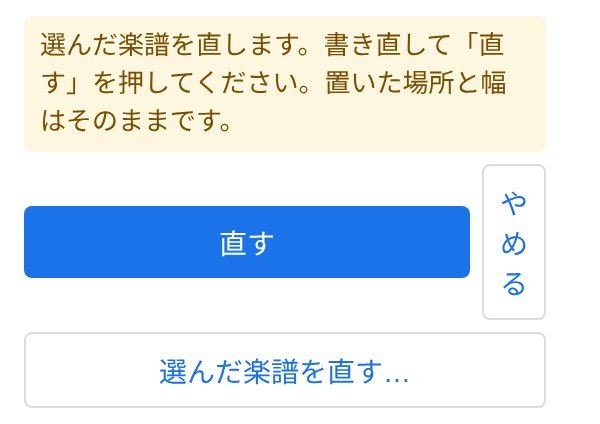 選んだ楽譜を直します。書き直して「直
す」を押してください。置いた場所と幅
はそのままです。
直す
やめる
選んだ楽譜を直す...